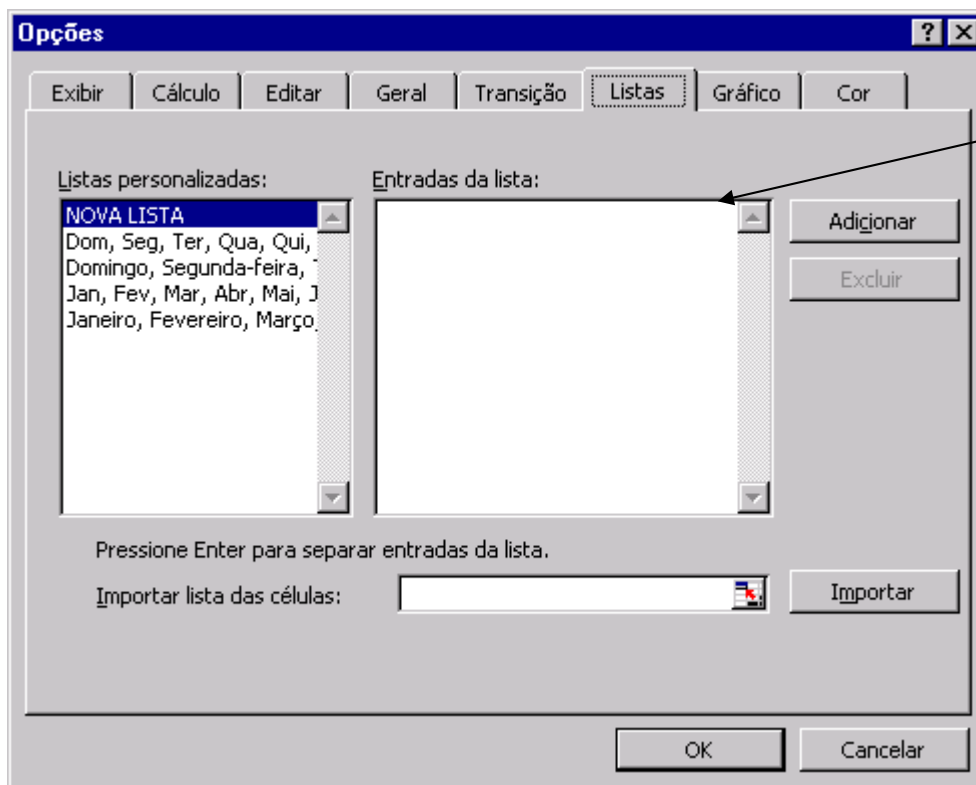 Opções
Exibir Cálculo Editar Geral Transição Listas Gráfico Cor
Listas personalizadas: Entradas da lista:
NOVA LISTA
Dom, Seg, Ter, Qua, Qui,
Domingo, Segunda-feira,
Jan, Fev, Mar, Abr, Mai, J
Janeiro, Fevereiro, Março,
Adicionar
Excluir
Pressione Enter para separar entradas da lista.
Importar lista das células: Importar
OK Cancelar